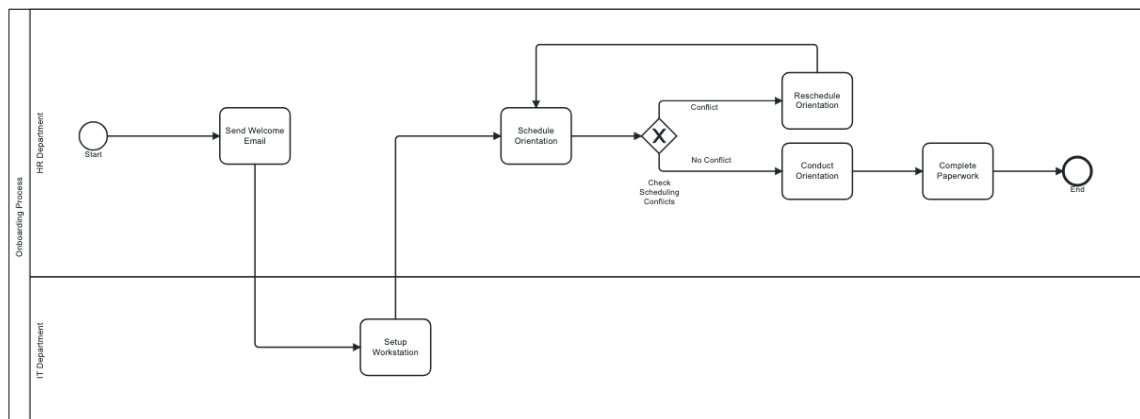 Onboarding Process
HR Department
Start
Send Welcome
Email
Schedule
Orientation
Check
Scheduling
Conflicts
Conflict
Reschedule
Orientation
No Conflict
Conduct
Orientation
Complete
Paperwork
End
IT Department
Setup
Workstation